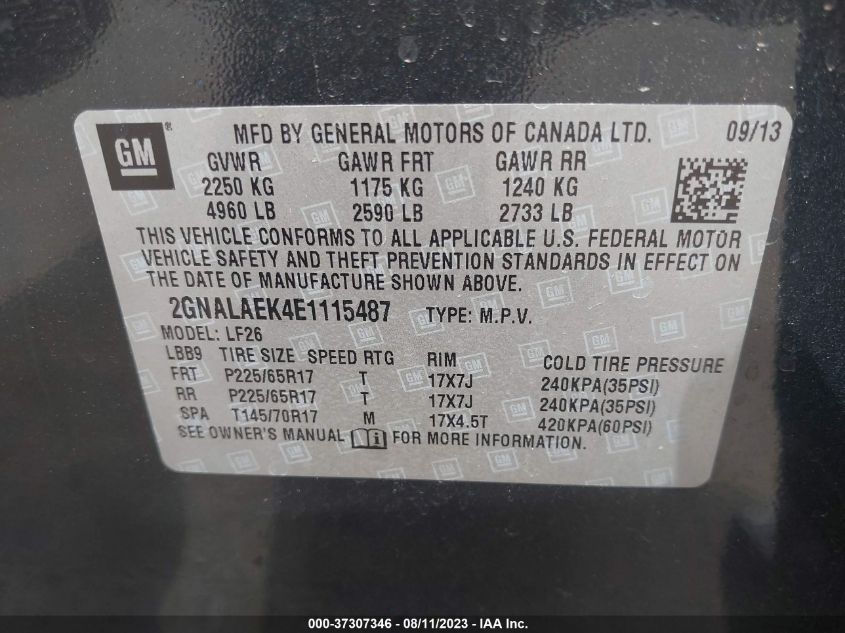 GM®
MFD BY GENERAL MOTORS OF CANADA LTD. 09/13
GVWR GAWR FRT GAWR RR
2250 KG 1175 KG 1240 KG
4960 LB 2590 LB 2733 LB
THIS VEHICLE CONFORMS TO ALL APPLICABLE U.S. FEDERAL MOTOR
VEHICLE SAFETY AND THEFT PREVENTION STANDARDS IN EFFECT ON
THE DATE OF MANUFACTURE SHOWN ABOVE.
2GNALAEK4E1115487 TYPE: M.P.V.
MODEL: LF26
LBB9 TIRE SIZE SPEED RTG RIM COLD TIRE PRESSURE
FRT P225/65R17 T 17X7J 240KPA(35PSI)
RR P225/65R17 T 17X7J 240KPA(35PSI)
SPA T145/70R17 M 17X4.5T 420KPA(60PSI)
SEE OWNER'S MANUAL FOR MORE INFORMATION.
000-37307346 - 08/11/2023 - IAA Inc.